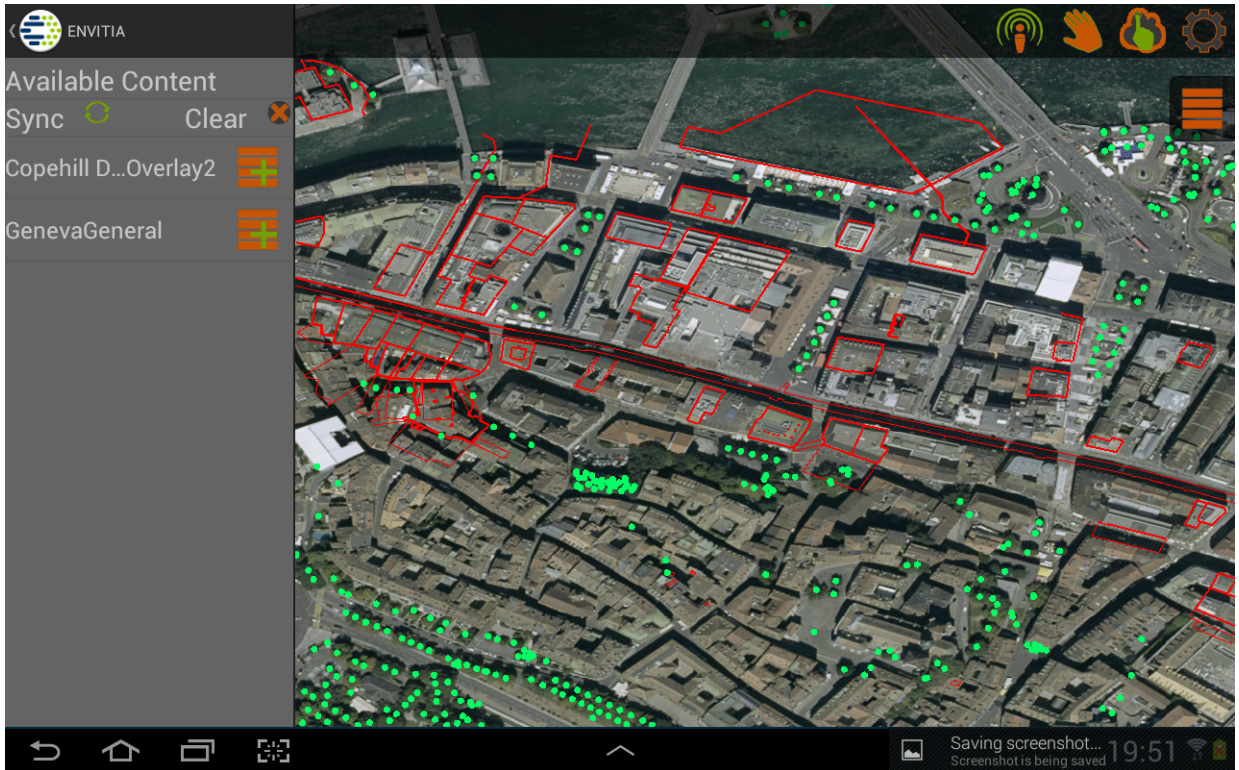 ENVITIA
Available Content
Sync
Clear
Copehill D...Overlay2
GenevaGeneral
Saving screenshot...
Screenshot is being saved
19:51